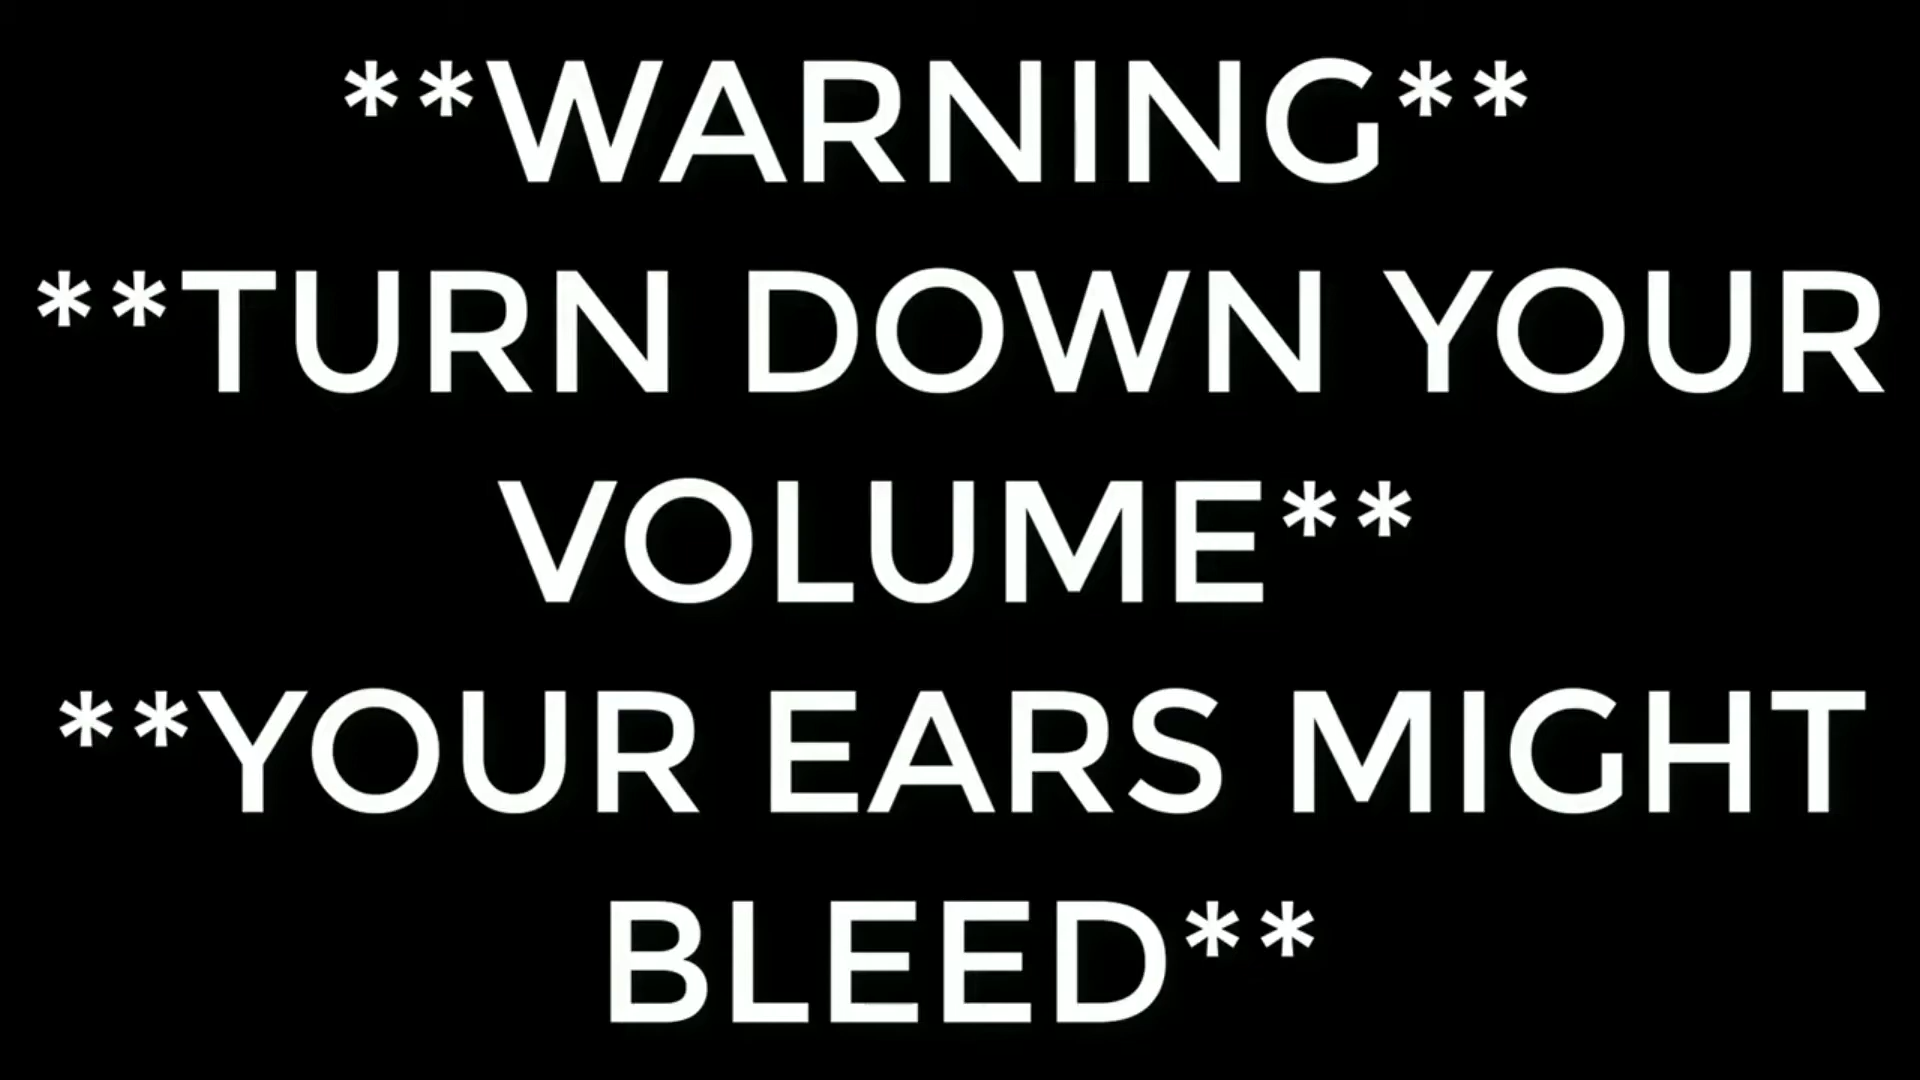 **WARNING**
**TURN DOWN YOUR
VOLUME**
**YOUR EARS MIGHT
BLEED**